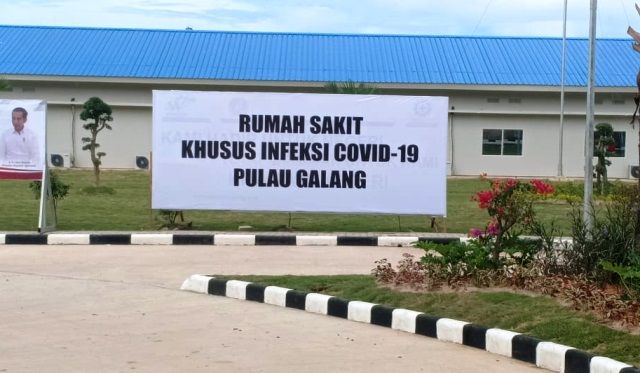 RUMAH SAKIT
KHUSUS INFEKSI COVID-19
PULAU GALANG